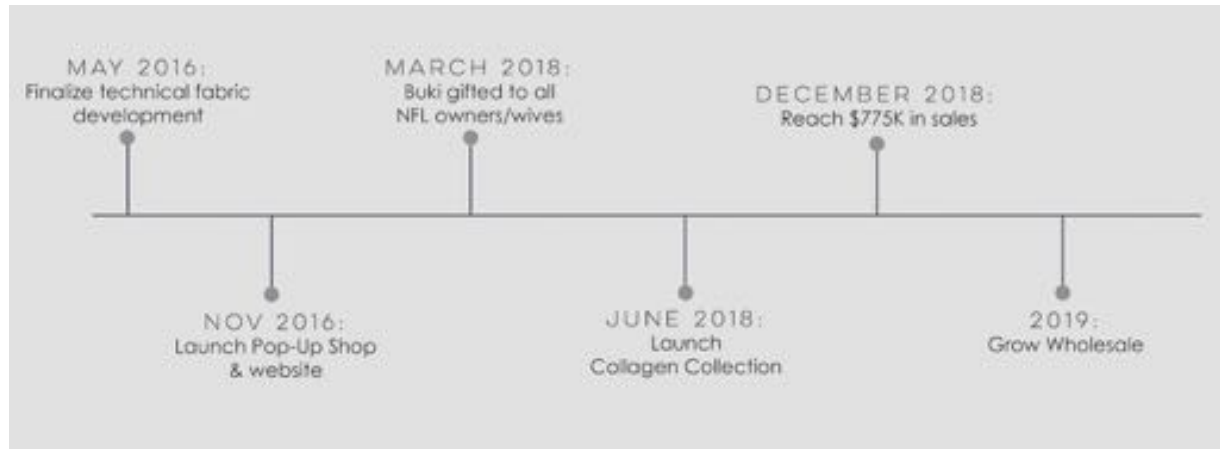 MAY 2016:
Finalize technical fabric
development
NOV 2016:
Launch Pop-Up Shop
& website
MARCH 2018:
Buki gifted to all
NFL owners/wives
JUNE 2018:
Launch
Collagen Collection
DECEMBER 2018:
Reach $775K in sales
2019:
Grow Wholesale